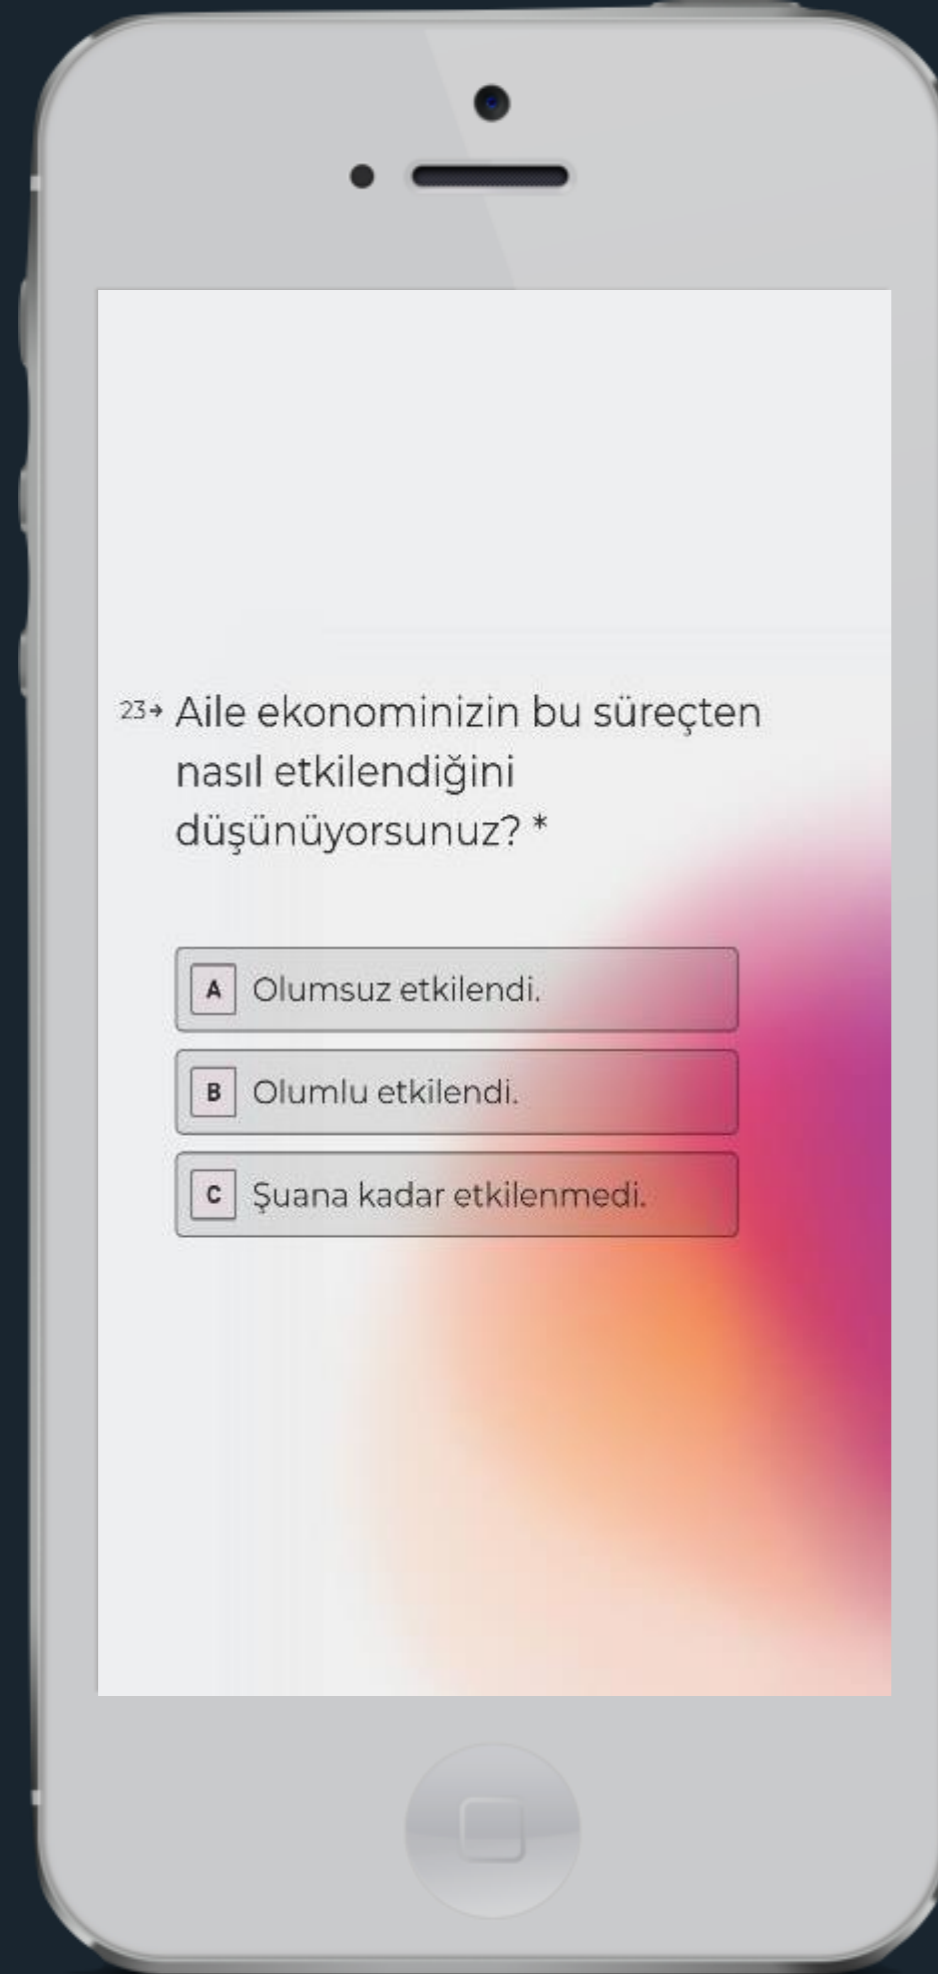 23→ Aile ekonominizin bu süreçten
nasıl etkilendiğini
düşünüyorsunuz? *
A Olumsuz etkilendi.
B Olumlu etkilendi.
C Şuana kadar etkilenmedi.